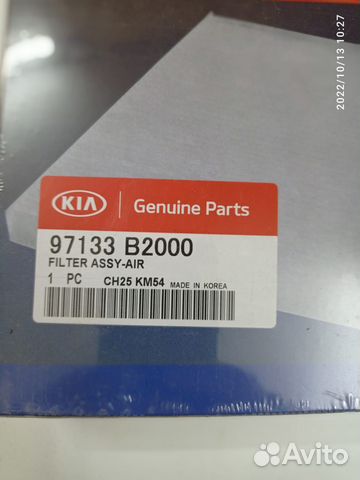 2022/10/13 10:27
KIA Genuine Parts
97133 B2000
FILTER ASSY-AIR
1 PC CH25 KM54 MADE IN KOREA
Avito